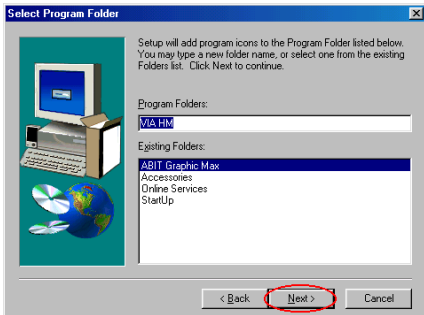 Select Program Folder
Setup will add program icons to the Program Folder listed below.
You may type a new folder name, or select one from the existing
Folders list. Click Next to continue.
Program Folders:
VIA HM
Existing Folders:
ABIT Graphic Max
Accessories
Online Services
StartUp
< Back
Next >
Cancel